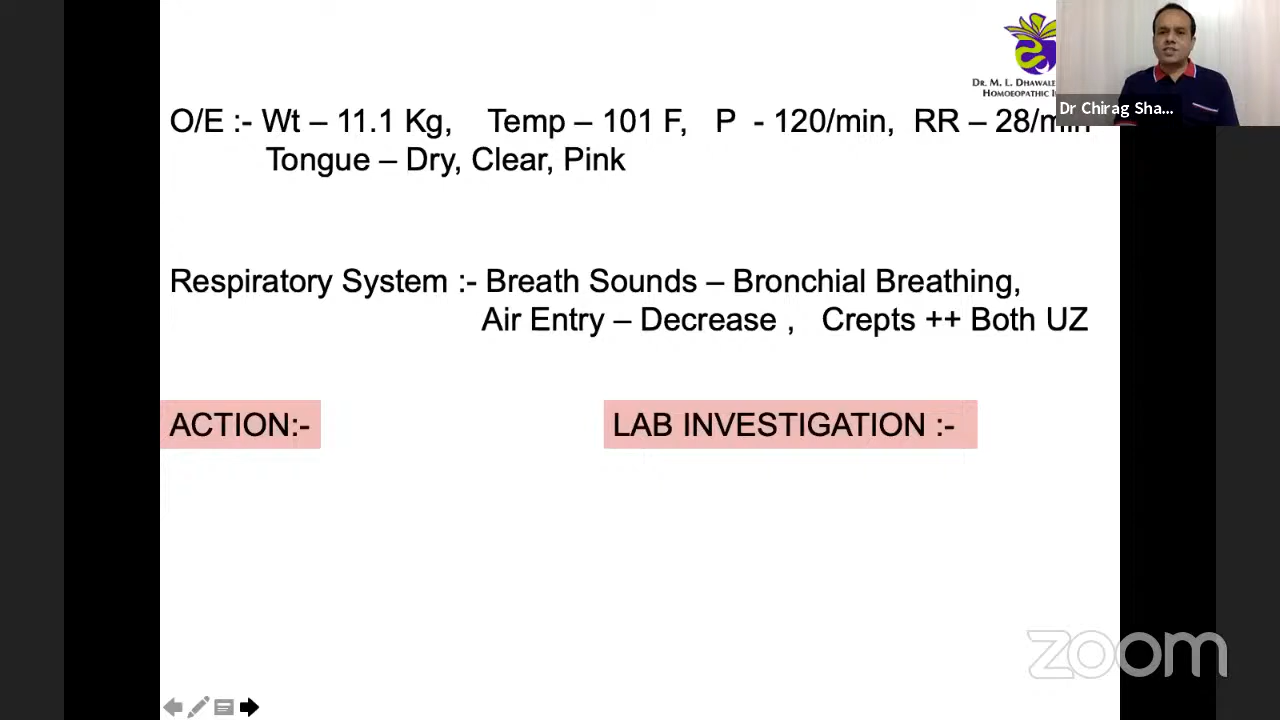 DR. M. L. DHAWALE
HOMOEOPATHIC
Dr Chirag Sha...
O/E :- Wt – 11.1 Kg, Temp – 101 F, P - 120/min, RR – 28/min
Tongue – Dry, Clear, Pink
Respiratory System :- Breath Sounds – Bronchial Breathing,
Air Entry – Decrease , Crepts ++ Both UZ
ACTION:-
LAB INVESTIGATION :-
zoom